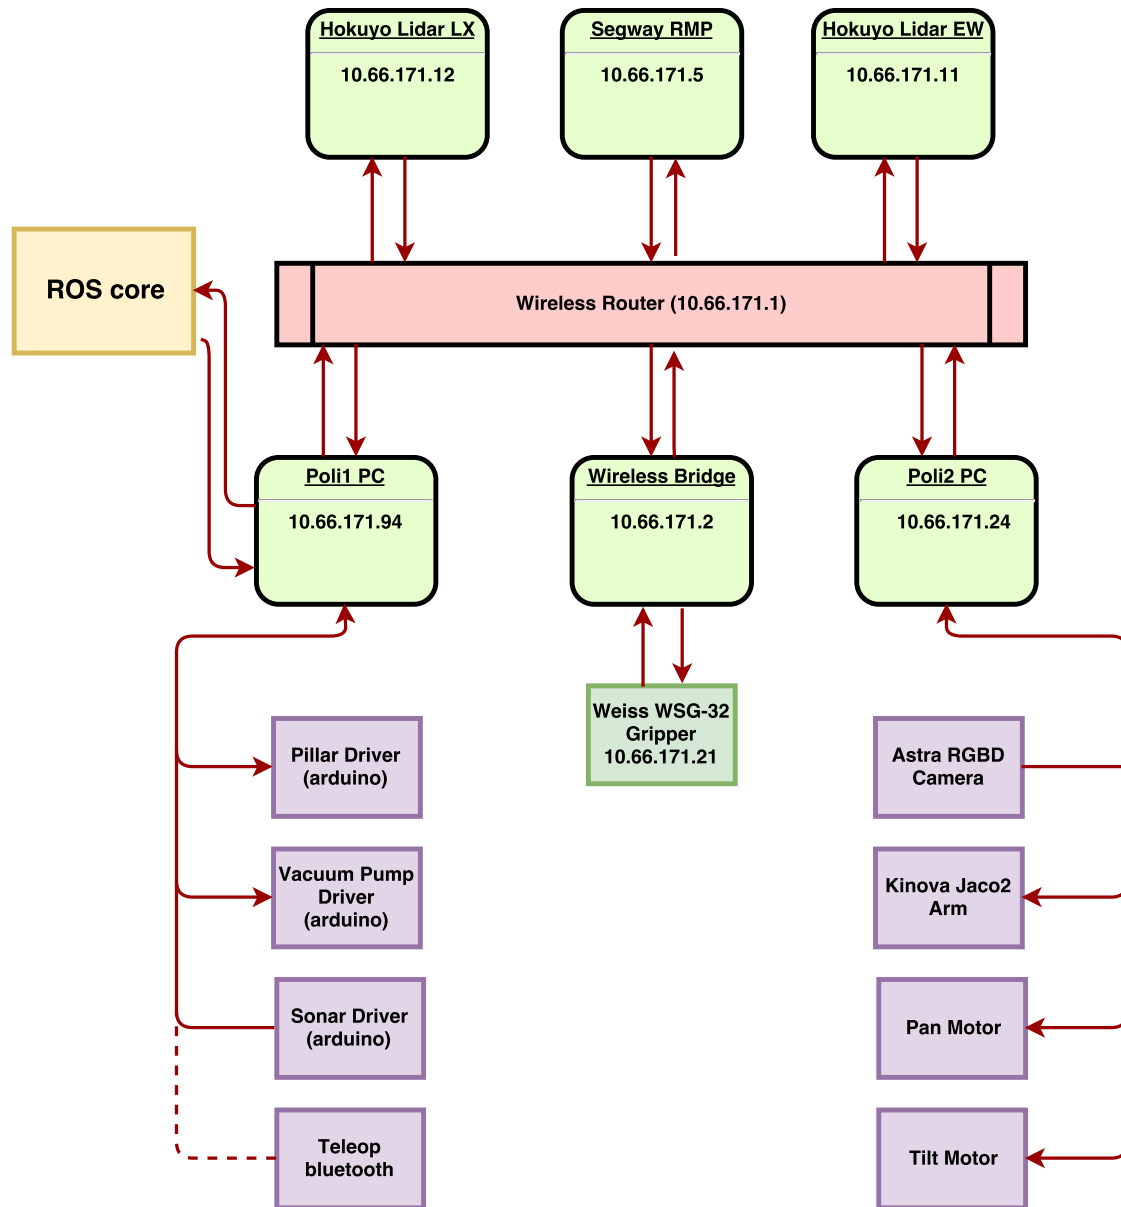 Hokuyo Lidar LX
10.66.171.12
Segway RMP
10.66.171.5
Hokuyo Lidar EW
10.66.171.11
ROS core
Wireless Router (10.66.171.1)
Poli1 PC
10.66.171.94
Wireless Bridge
10.66.171.2
Poli2 PC
10.66.171.24
Weiss WSG-32
Gripper
10.66.171.21
Pillar Driver
(arduino)
Vacuum Pump
Driver
(arduino)
Sonar Driver
(arduino)
Teleop
bluetooth
Astra RGBD
Camera
Kinova Jaco2
Arm
Pan Motor
Tilt Motor